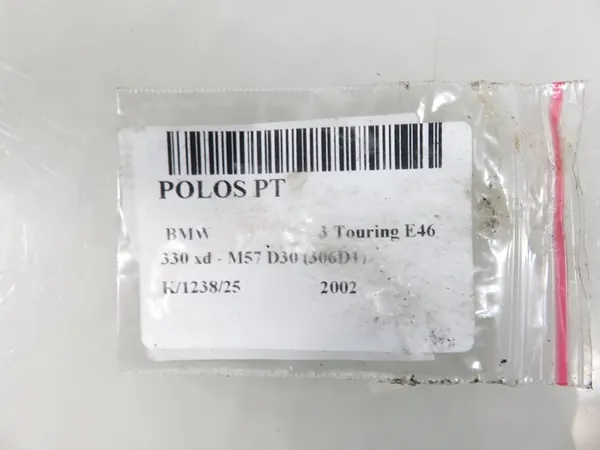 POLOS PT
BMW 3 Touring E46
330 xd - M57 D30 (306D1)
K/1238/25 2002